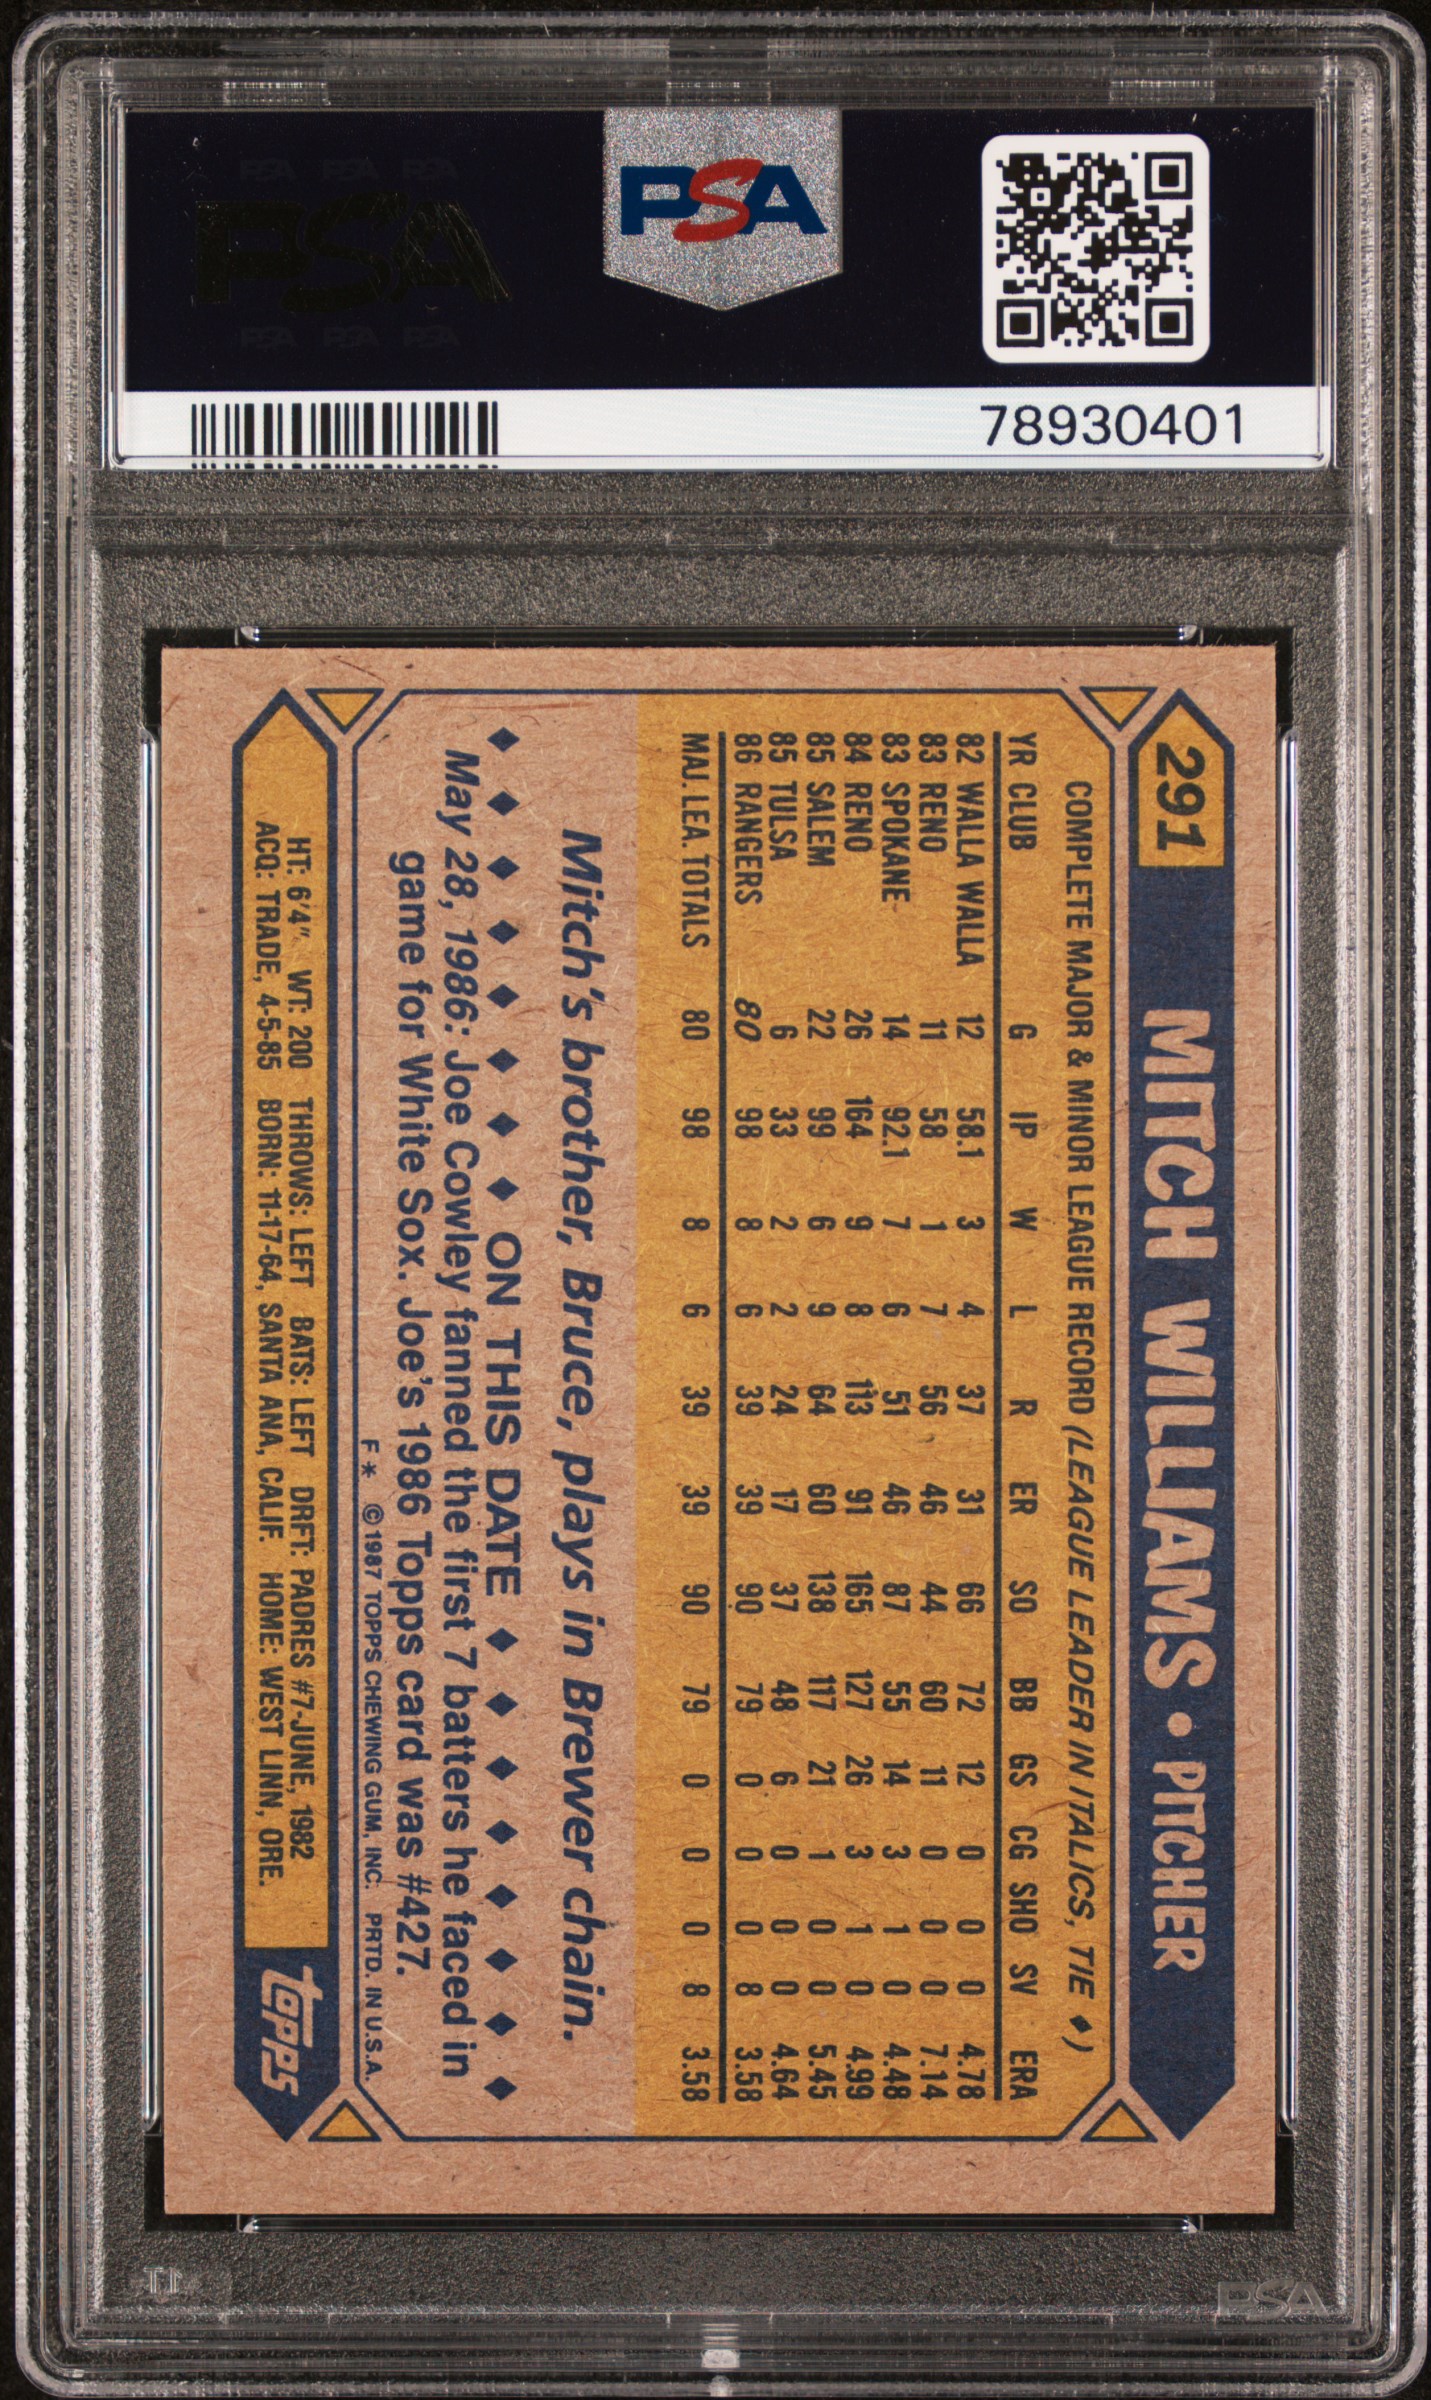 PSA PSA PSA
PSA
PSA PSA PSA
PSA
78930401
291 MITCH WILLIAMS • PITCHER
COMPLETE MAJOR & MINOR LEAGUE RECORD (LEAGUE LEADER IN ITALICS, TIE ♦)
YR CLUB G IP W L R ER SO BB GS CG SHO SV ERA
82 WALLA WALLA 12 58.1 3 4 37 31 66 72 12 0 0 0 4.78
83 RENO 11 58 1 7 56 46 44 60 11 0 0 0 7.14
83 SPOKANE 14 92.1 7 6 51 46 87 55 14 3 1 0 4.48
84 RENO 26 164 9 8 113 91 165 127 26 3 1 0 4.99
85 SALEM 22 99 6 9 64 60 138 117 21 1 0 0 5.45
85 TULSA 6 33 2 2 24 17 37 48 6 0 0 0 4.64
86 RANGERS 80 98 8 6 39 39 90 79 0 0 0 8 3.58
MAJ. LEA. TOTALS 80 98 8 6 39 39 90 79 0 0 0 8 3.58
Mitch's brother, Bruce, plays in Brewer chain.
♦ ♦ ♦ ♦ ♦ ♦ ♦ ♦ ON THIS DATE ♦ ♦ ♦ ♦ ♦ ♦ ♦ ♦
May 28, 1986: Joe Cowley fanned the first 7 batters he faced in
game for White Sox. Joe's 1986 Topps card was #427.
F* © 1987 TOPPS CHEWING GUM, INC. PRTD. IN U.S.A.
HT: 6'4" WT: 200 THROWS: LEFT BATS: LEFT DRFT: PADRES #7-JUNE, 1982
ACQ: TRADE, 4-5-85 BORN: 11-17-64, SANTA ANA, CALIF. HOME: WEST LINN, ORE.
topps
PSA